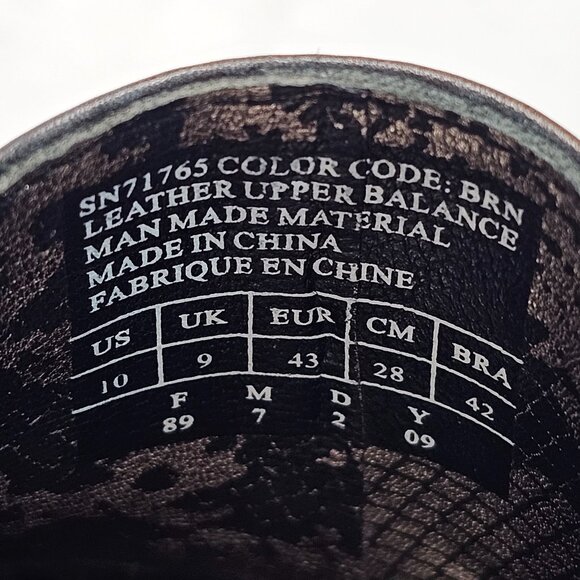 SN71765 COLOR CODE: BRN
LEATHER UPPER BALANCE
MAN MADE MATERIAL
MADE IN CHINA
FABRIQUE EN CHINE
US UK EUR CM BRA
10 9 43 28 42
F M D Y
89 7 2 09